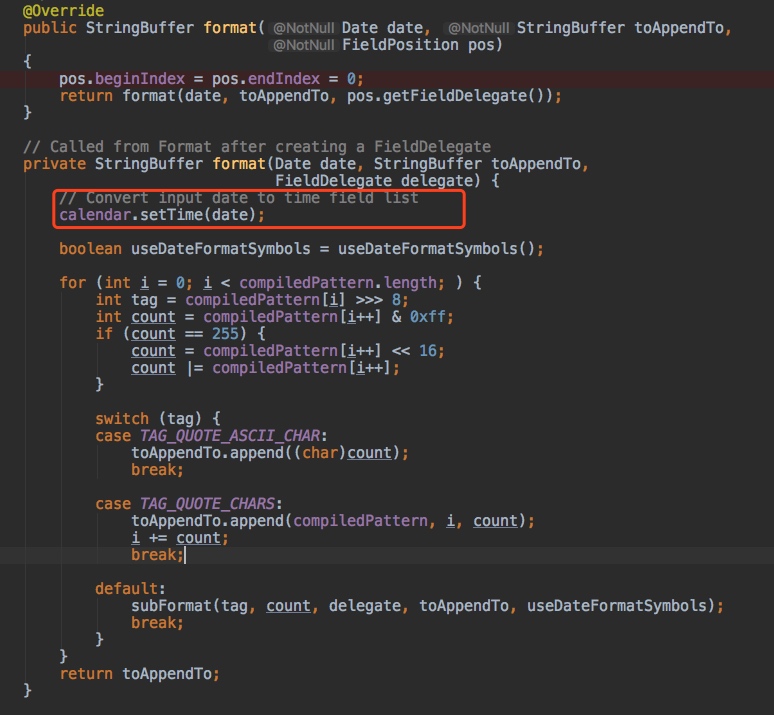 @Override
public StringBuffer format( @NotNull Date date, @NotNull StringBuffer toAppendTo,
@NotNull FieldPosition pos)
{
pos.beginIndex = pos.endIndex = 0;
return format(date, toAppendTo, pos.getFieldDelegate());
}
// Called from Format after creating a FieldDelegate
private StringBuffer format(Date date, StringBuffer toAppendTo,
FieldDelegate delegate) {
// Convert input date to time field list
calendar.setTime(date);
boolean useDateFormatSymbols = useDateFormatSymbols();
for (int i = 0; i < compiledPattern.length; ) {
int tag = compiledPattern[i] >>> 8;
int count = compiledPattern[i++] & 0xff;
if (count == 255) {
count = compiledPattern[i++] << 16;
count |= compiledPattern[i++];
}
switch (tag) {
case TAG_QUOTE_ASCII_CHAR:
toAppendTo.append((char)count);
break;
case TAG_QUOTE_CHARS:
toAppendTo.append(compiledPattern, i, count);
i += count;
break;
default:
subFormat(tag, count, delegate, toAppendTo, useDateFormatSymbols);
break;
}
}
return toAppendTo;
}